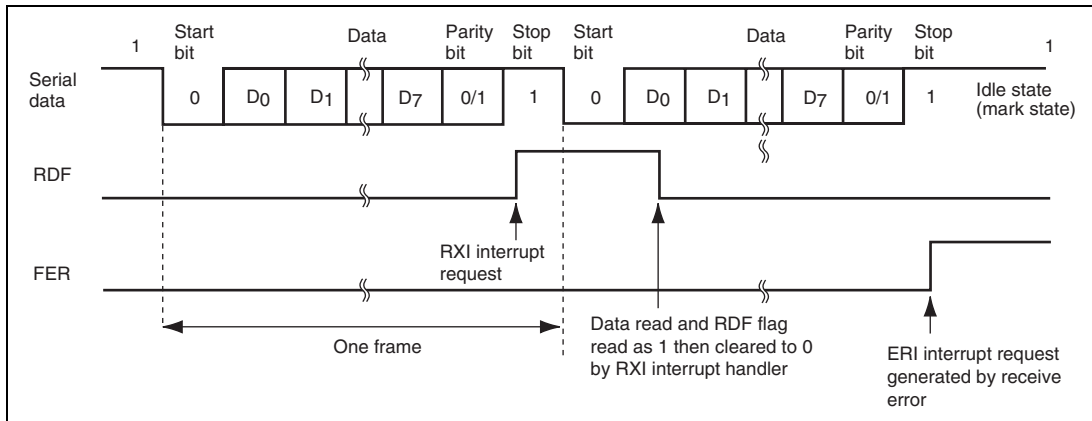 1 Start bit Data Parity bit Stop bit Start bit Data Parity bit Stop bit 1
Serial data 0 D0 D1 D7 0/1 1 0 D0 D1 D7 0/1 1 Idle state (mark state)
RDF
RXI interrupt
request
FER
One frame
Data read and RDF flag
read as 1 then cleared to 0
by RXI interrupt handler
ERI interrupt request
generated by receive
error